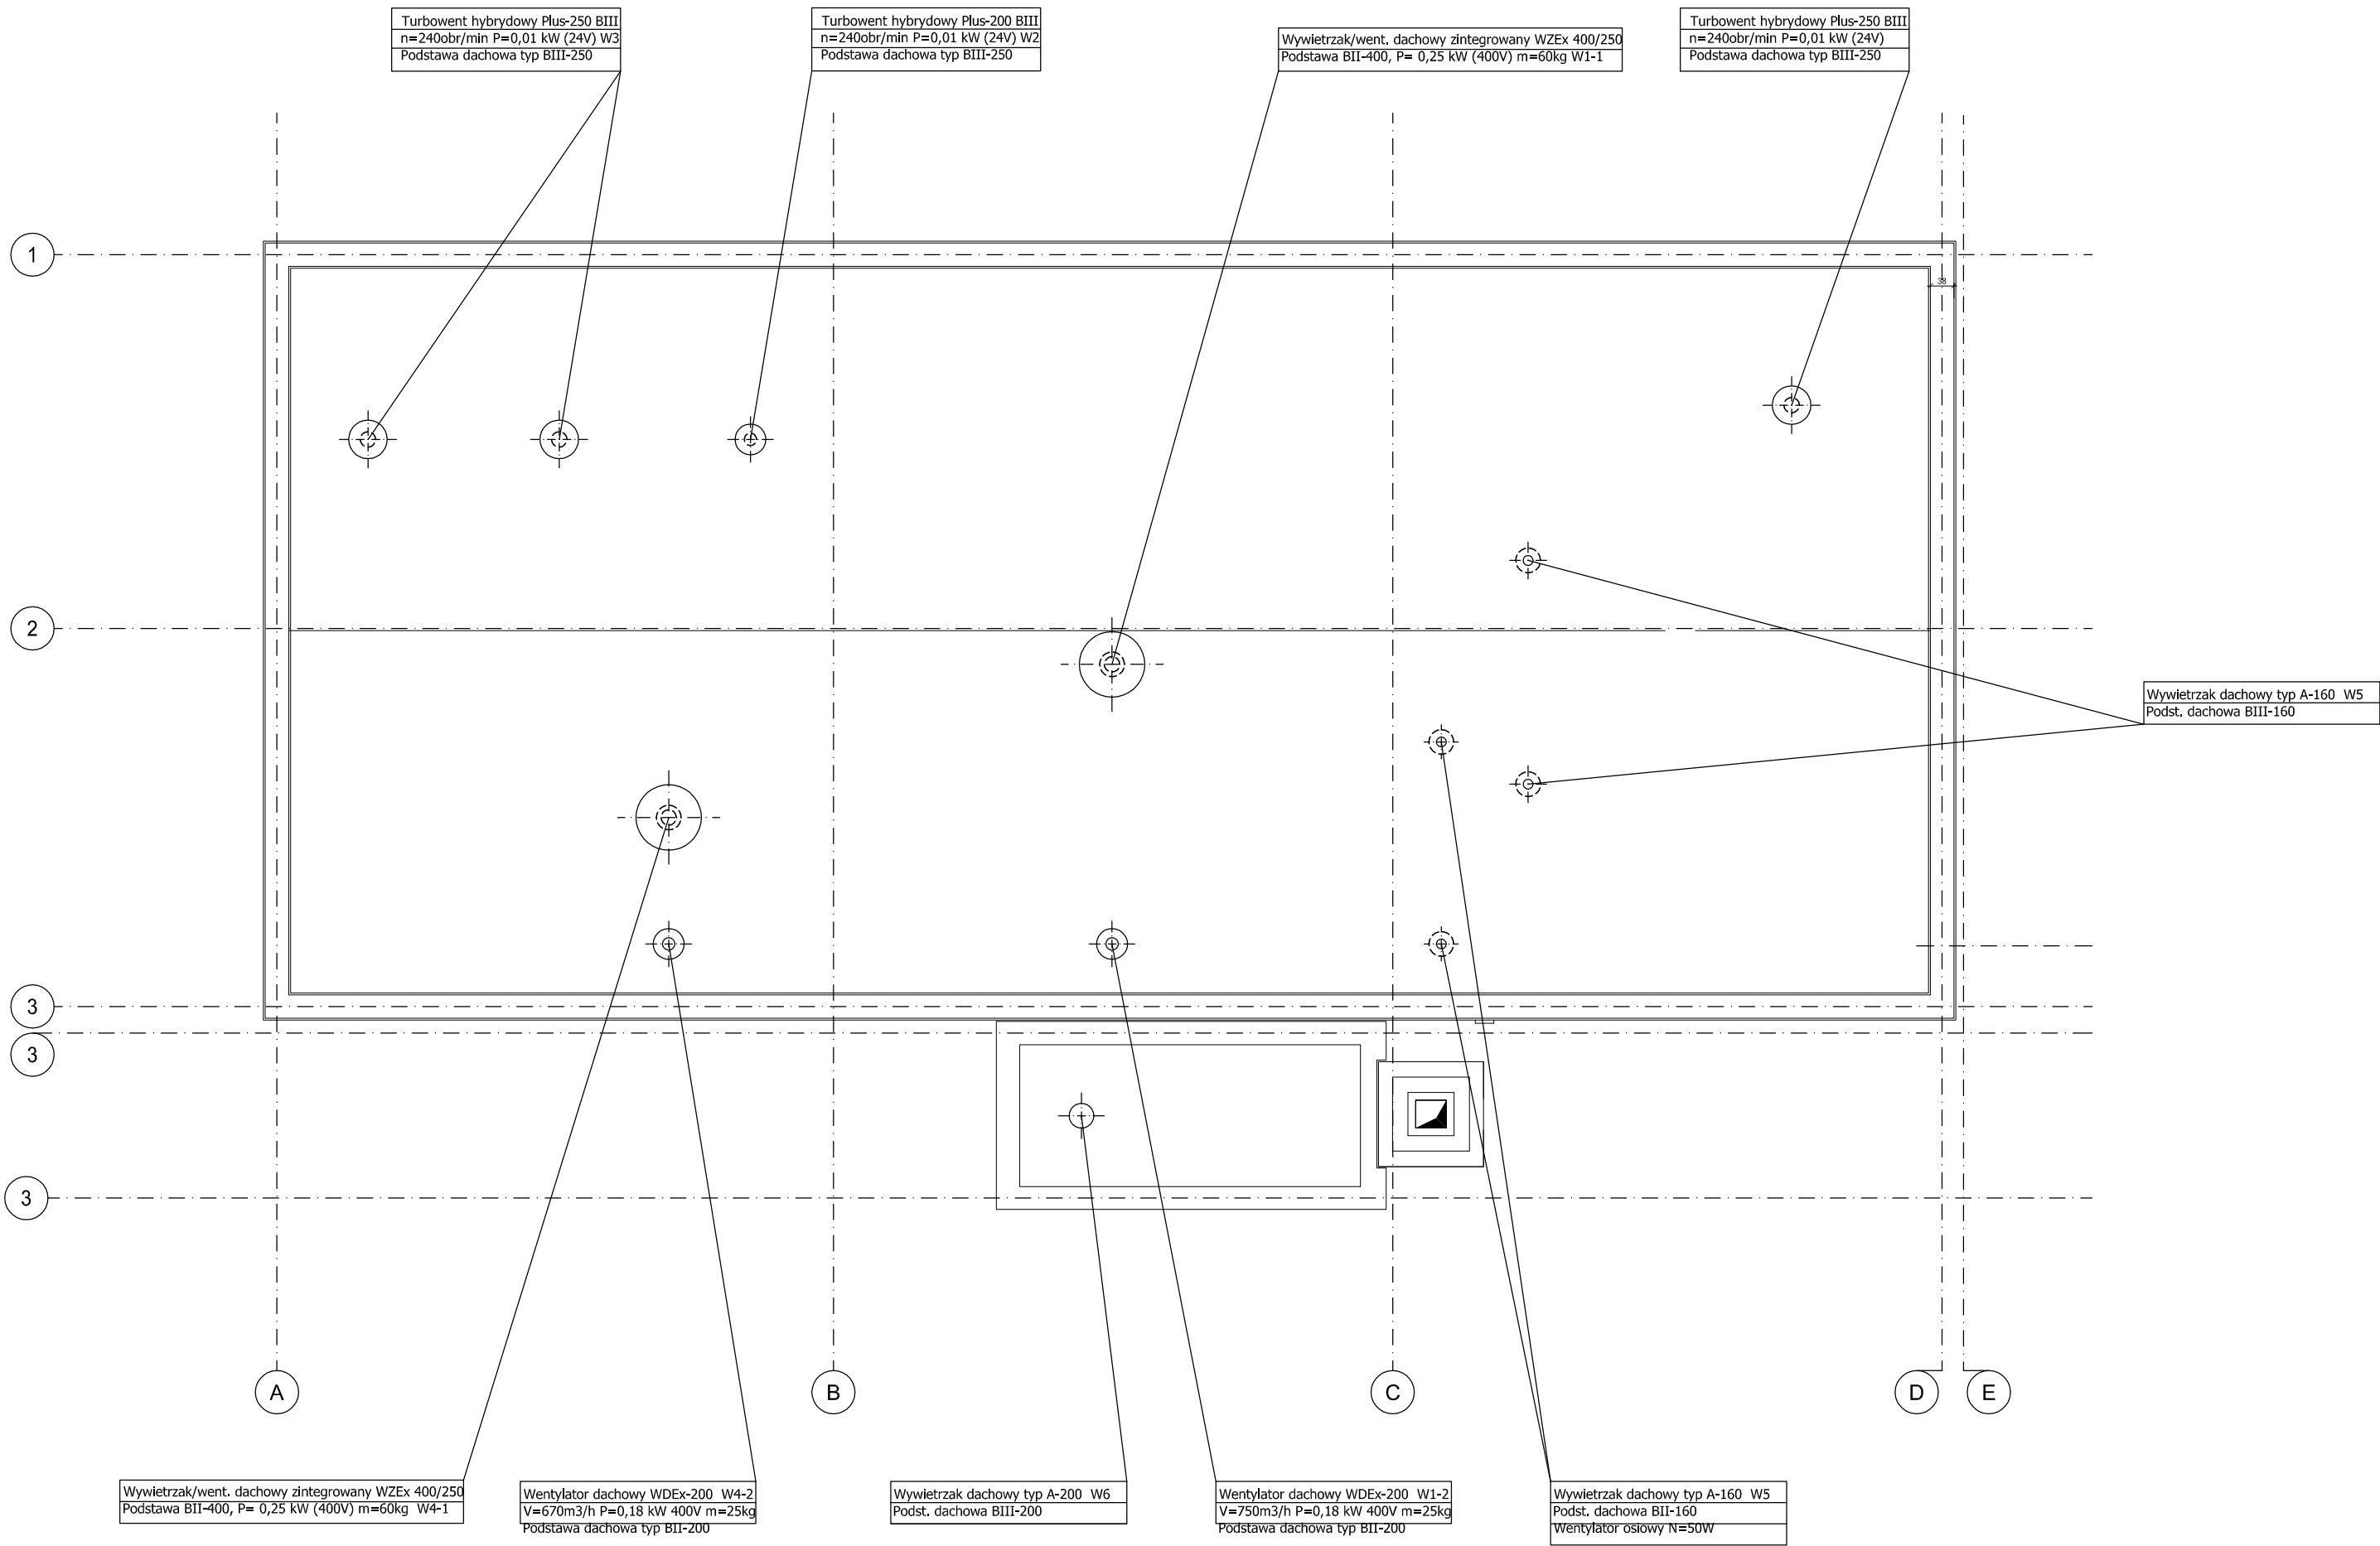 Turbowent hybrydowy Plus-250 BIII
n=240obr/min P=0,01 kW (24V) W3
Podstawa dachowa typ BIII-250
Turbowent hybrydowy Plus-200 BIII
n=240obr/min P=0,01 kW (24V) W2
Podstawa dachowa typ BIII-250
Wywietrzak/went. dachowy zintegrowany WZEx 400/250
Podstawa BII-400, P= 0,25 kW (400V) m=60kg W1-1
Turbowent hybrydowy Plus-250 BIII
n=240obr/min P=0,01 kW (24V)
Podstawa dachowa typ BIII-250
1
38
2
Wywietrzak dachowy typ A-160 W5
Podst. dachowa BIII-160
3
3
3
A
B
C
D
E
Wywietrzak/went. dachowy zintegrowany WZEx 400/250
Podstawa BII-400, P= 0,25 kW (400V) m=60kg W4-1
Wentylator dachowy WDEx-200 W4-2
V=670m3/h P=0,18 kW 400V m=25kg
Podstawa dachowa typ BII-200
Wywietrzak dachowy typ A-200 W6
Podst. dachowa BIII-200
Wentylator dachowy WDEx-200 W1-2
V=750m3/h P=0,18 kW 400V m=25kg
Podstawa dachowa typ BII-200
Wywietrzak dachowy typ A-160 W5
Podst. dachowa BII-160
Wentylator osiowy N=50W